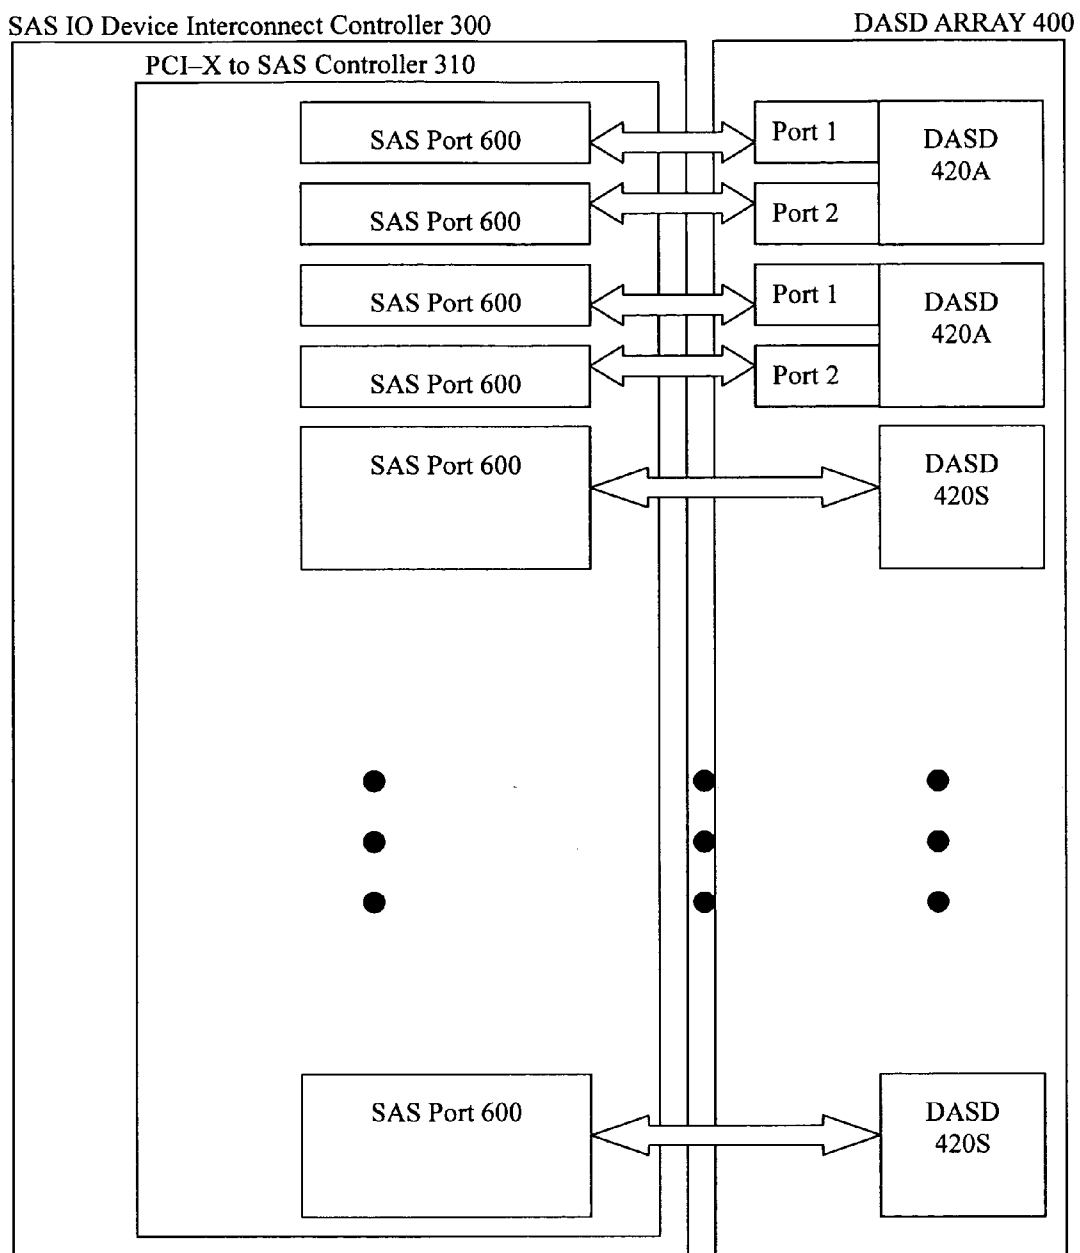 SAS IO Device Interconnect Controller 300
DASD ARRAY 400
PCI–X to SAS Controller 310
SAS Port 600
Port 1
DASD
420A
SAS Port 600
Port 2
SAS Port 600
Port 1
DASD
420A
SAS Port 600
Port 2
SAS Port 600
DASD
420S
SAS Port 600
DASD
420S